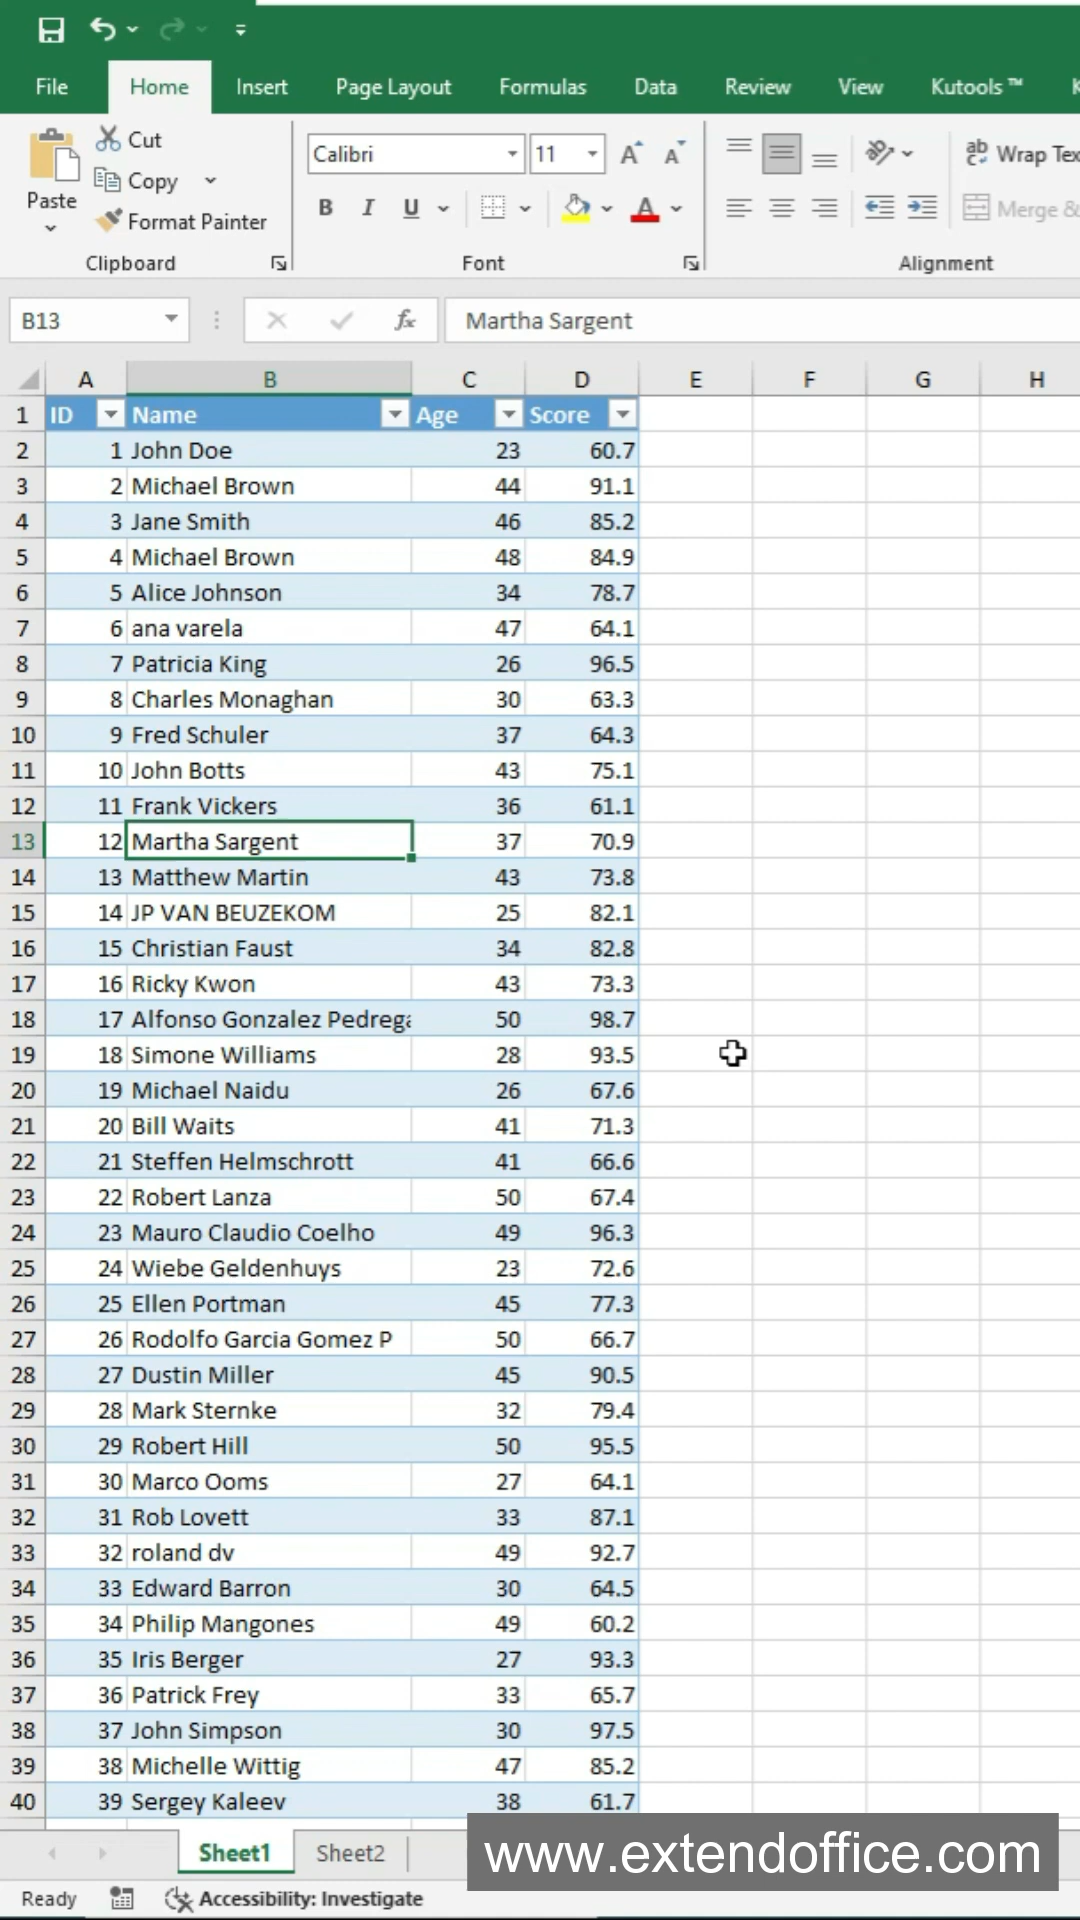 File Home Insert Page Layout Formulas Data Review View Kutools ™
Cut
Copy
Paste
Format Painter
Calibri 11
B I U
Wrap Tex
Merge &
Clipboard Font Alignment
B13 fx Martha Sargent
A B C D E F G H
1 ID Name Age Score
2 1 John Doe 23 60.7
3 2 Michael Brown 44 91.1
4 3 Jane Smith 46 85.2
5 4 Michael Brown 48 84.9
6 5 Alice Johnson 34 78.7
7 6 ana varela 47 64.1
8 7 Patricia King 26 96.5
9 8 Charles Monaghan 30 63.3
10 9 Fred Schuler 37 64.3
11 10 John Botts 43 75.1
12 11 Frank Vickers 36 61.1
13 12 Martha Sargent 37 70.9
14 13 Matthew Martin 43 73.8
15 14 JP VAN BEUZEKOM 25 82.1
16 15 Christian Faust 34 82.8
17 16 Ricky Kwon 43 73.3
18 17 Alfonso Gonzalez Pedrega 50 98.7
19 18 Simone Williams 28 93.5
20 19 Michael Naidu 26 67.6
21 20 Bill Waits 41 71.3
22 21 Steffen Helmschrott 41 66.6
23 22 Robert Lanza 50 67.4
24 23 Mauro Claudio Coelho 49 96.3
25 24 Wiebe Geldenhuys 23 72.6
26 25 Ellen Portman 45 77.3
27 26 Rodolfo Garcia Gomez P 50 66.7
28 27 Dustin Miller 45 90.5
29 28 Mark Sternke 32 79.4
30 29 Robert Hill 50 95.5
31 30 Marco Ooms 27 64.1
32 31 Rob Lovett 33 87.1
33 32 roland dv 49 92.7
34 33 Edward Barron 30 64.5
35 34 Philip Mangones 49 60.2
36 35 Iris Berger 27 93.3
37 36 Patrick Frey 33 65.7
38 37 John Simpson 30 97.5
39 38 Michelle Wittig 47 85.2
40 39 Sergey Kaleev 38 61.7
Sheet1 Sheet2
www.extendoffice.com
Ready Accessibility: Investigate